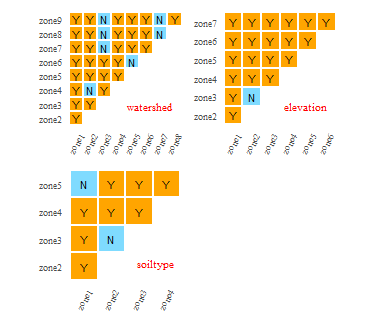 zone9 Y Y N Y Y Y N Y
zone8 Y Y N Y Y Y N
zone7 Y Y N Y Y Y
zone6 Y Y Y Y N
zone5 Y Y Y Y
zone4 Y N Y
zone3 Y Y
zone2 Y
watershed
zone1 zone2 zone3 zone4 zone5 zone6 zone7 zone8
zone7 Y Y Y Y Y Y
zone6 Y Y Y Y Y
zone5 Y Y Y Y
zone4 Y Y Y
zone3 Y N
zone2 Y
elevation
zone1 zone2 zone3 zone4 zone5 zone6
zone5 N Y Y Y
zone4 Y Y Y
zone3 Y N
zone2 Y
soiltype
zone1 zone2 zone3 zone4